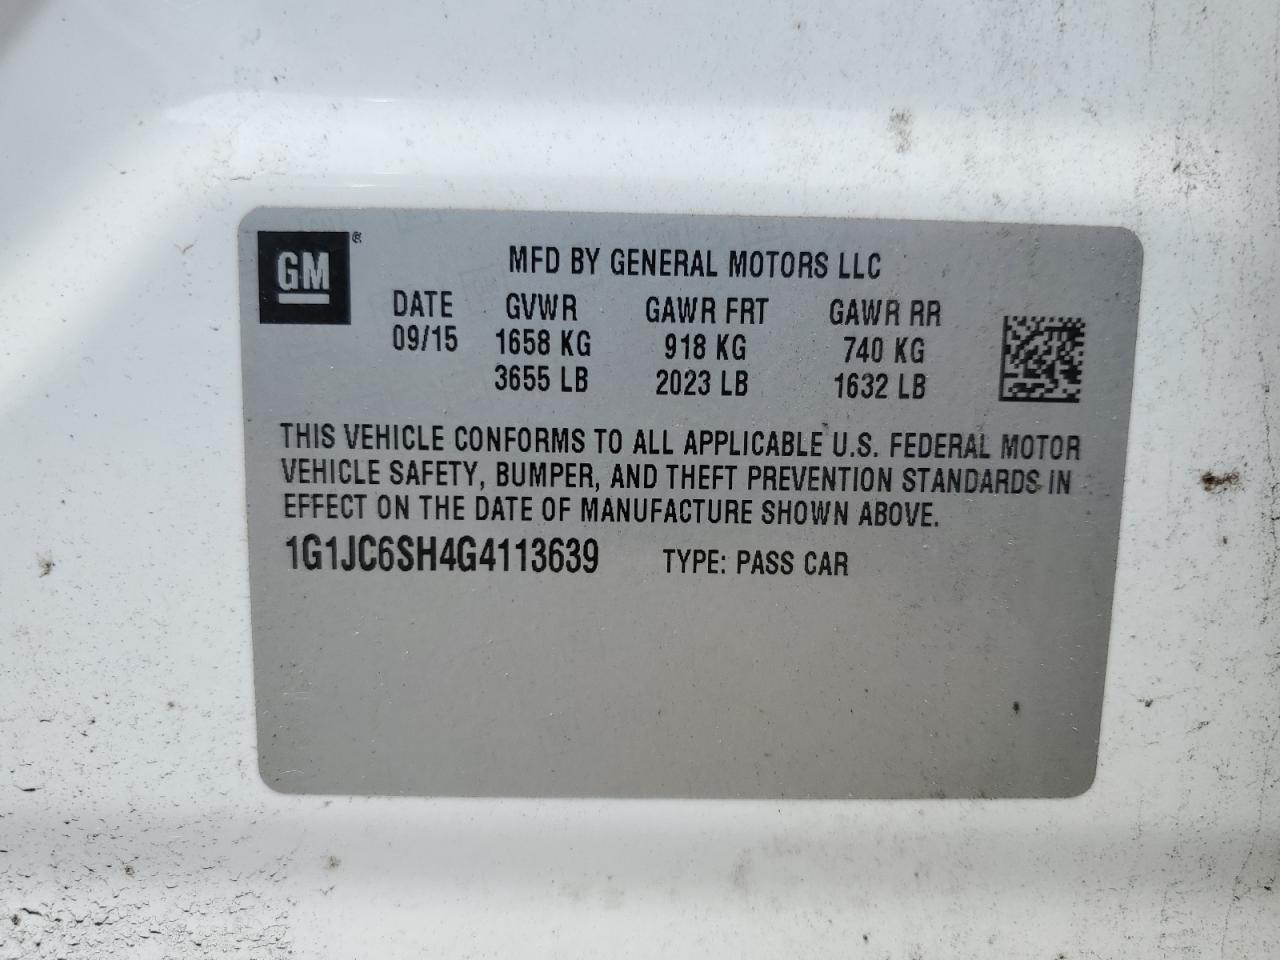 GM®
MFD BY GENERAL MOTORS LLC
DATE GVWR GAWR FRT GAWR RR
09/15 1658 KG 918 KG 740 KG
3655 LB 2023 LB 1632 LB
THIS VEHICLE CONFORMS TO ALL APPLICABLE U.S. FEDERAL MOTOR
VEHICLE SAFETY, BUMPER, AND THEFT PREVENTION STANDARDS IN
EFFECT ON THE DATE OF MANUFACTURE SHOWN ABOVE.
1G1JC6SH4G4113639 TYPE: PASS CAR